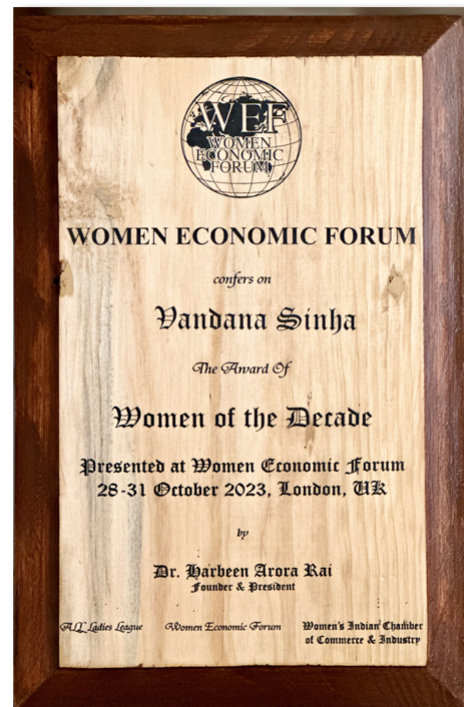 WEF
WOMEN
ECONOMIC
FORUM
WOMEN ECONOMIC FORUM
confers on
Vandana Sinha
The Award Of
Women of the Decade
Presented at Women Economic Forum
28-31 October 2023, London, UK
by
Dr. Harbeen Arora Rai
Founder & President
ALL Ladies League
Women Economic Forum
Women's Indian Chamber
of Commerce & Industry